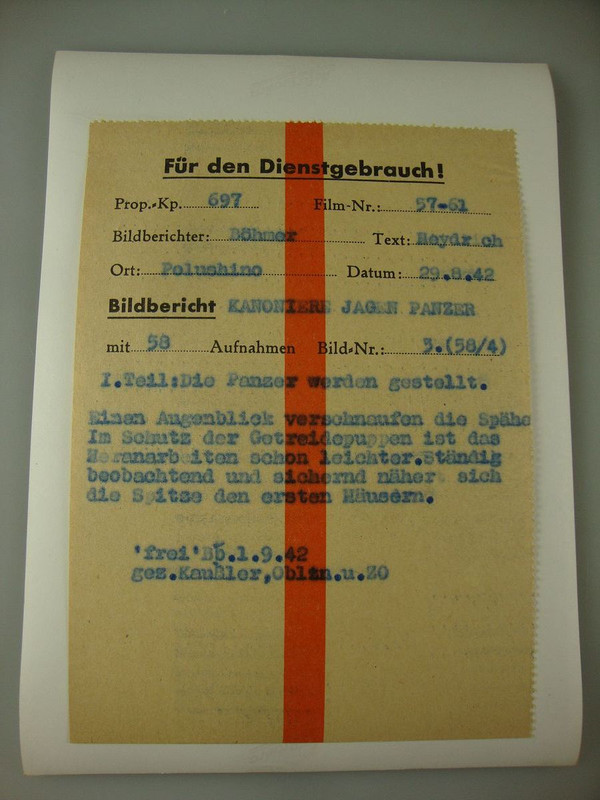 Für den Dienstgebrauch!
Prop.-Kp. 697 Film-Nr.: 57-61
Bildberichter: Böhmer Text: Heydrich
Ort: Polushino Datum: 29.8.42
Bildbericht KANONIERE JAGEN PANZER
mit 58 Aufnahmen Bild-Nr.: 3.(58/4)
I.Teil:Die Panzer werden gestellt.
Einen Augenblick verschnaufen die Spähe
Im Schutz der Getreidepuppen ist das
Heranarbeiten schon leichter.Ständig
beobachtend und sichernd nähert sich
die Spitze den ersten Häusern.
'frei'Bb.1.9.42
gez.Kaußler,Obltn.u.ZO